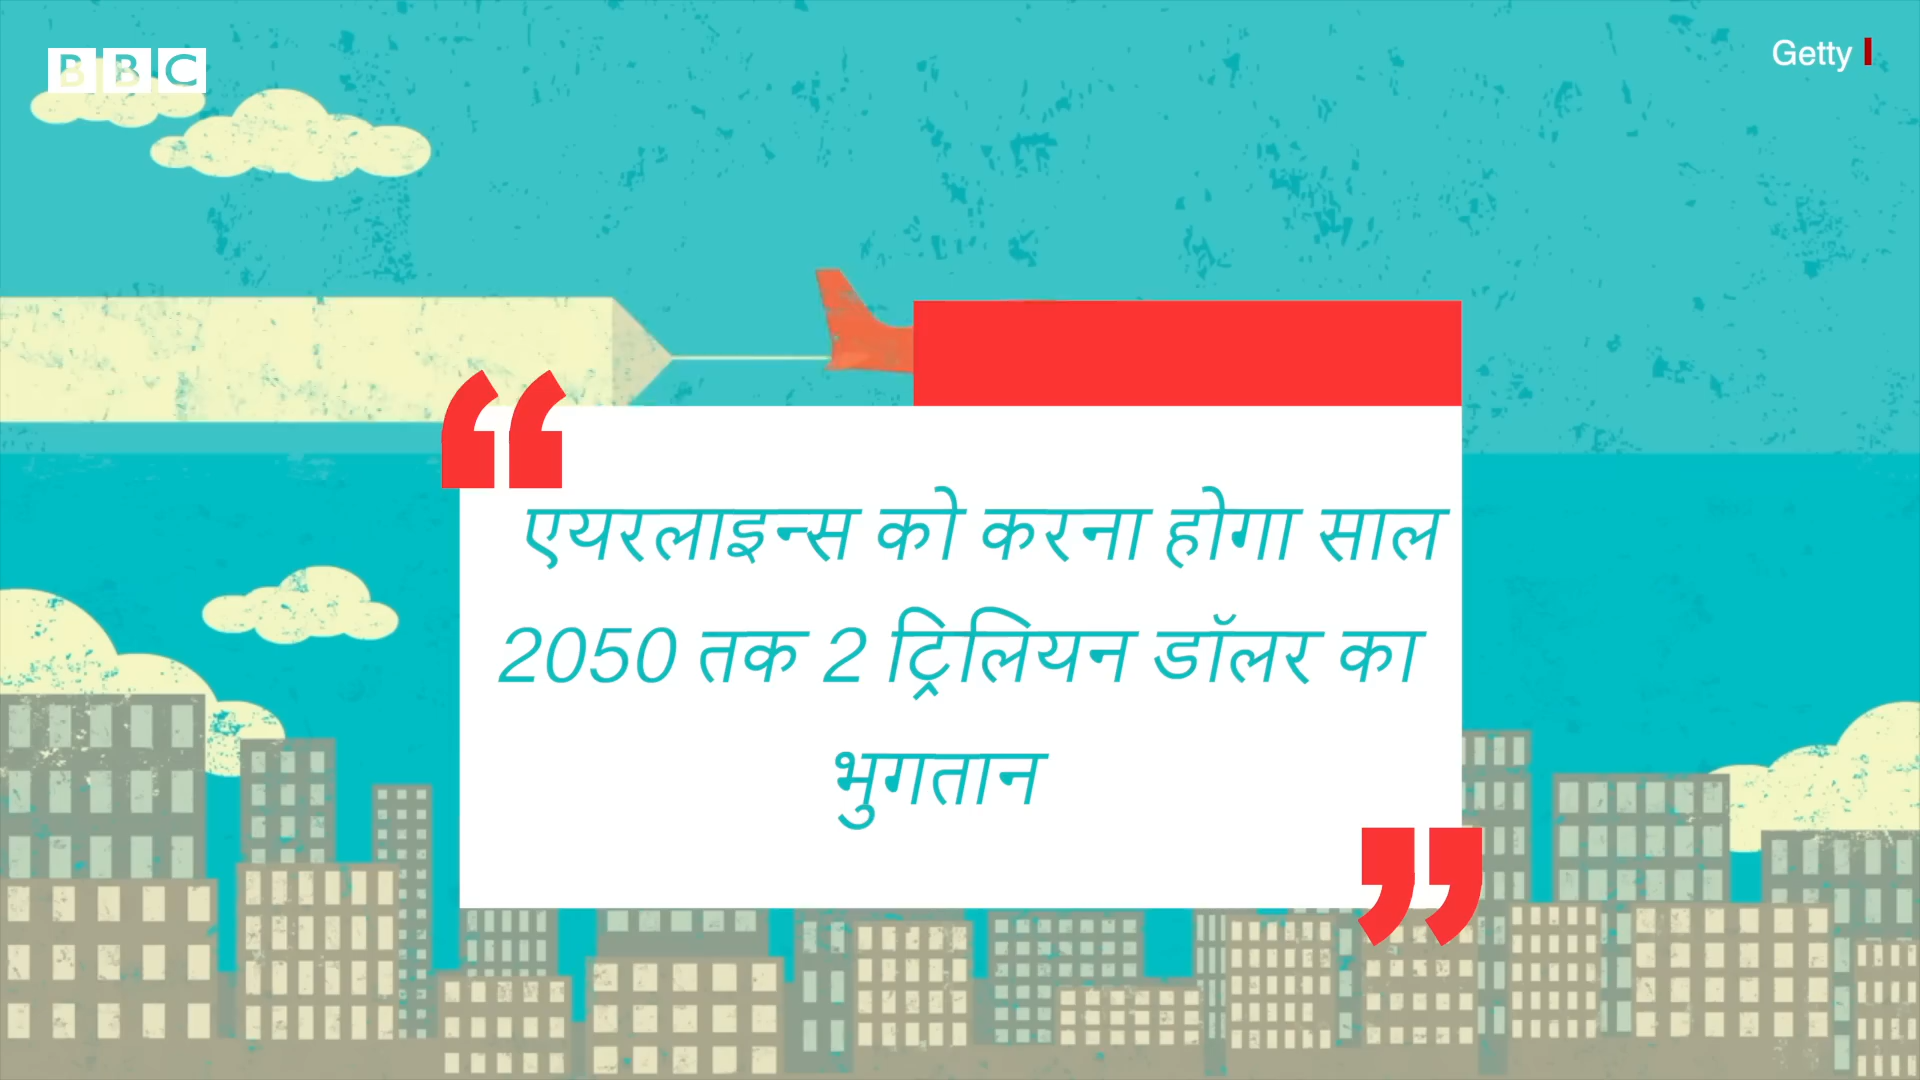 BBC
Getty
एयरलाइन्स को करना होगा साल
2050 तक 2 ट्रिलियन डॉलर का
भुगतान